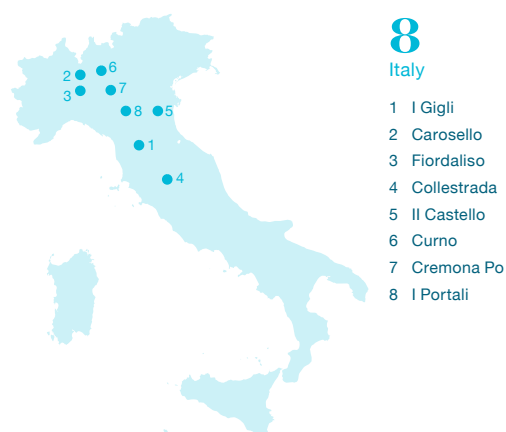 8
Italy
1 I Gigli
2 Carosello
3 Fiordaliso
4 Collestrada
5 Il Castello
6 Curno
7 Cremona Po
8 I Portali
6
2
7
3
8
5
1
4